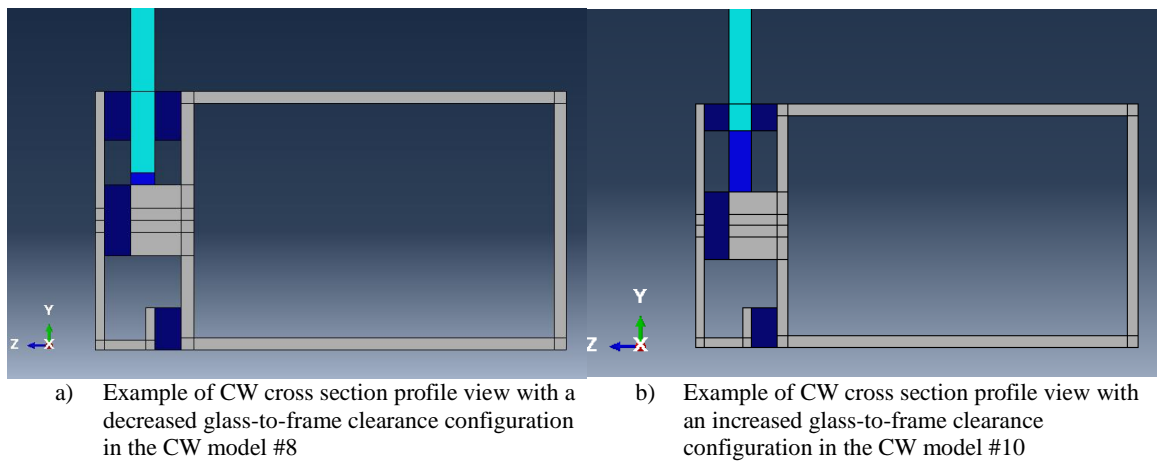 Y
Z
X
Y
Z
X
a) Example of CW cross section profile view with a
decreased glass-to-frame clearance configuration
in the CW model #8
b) Example of CW cross section profile view with
an increased glass-to-frame clearance
configuration in the CW model #10